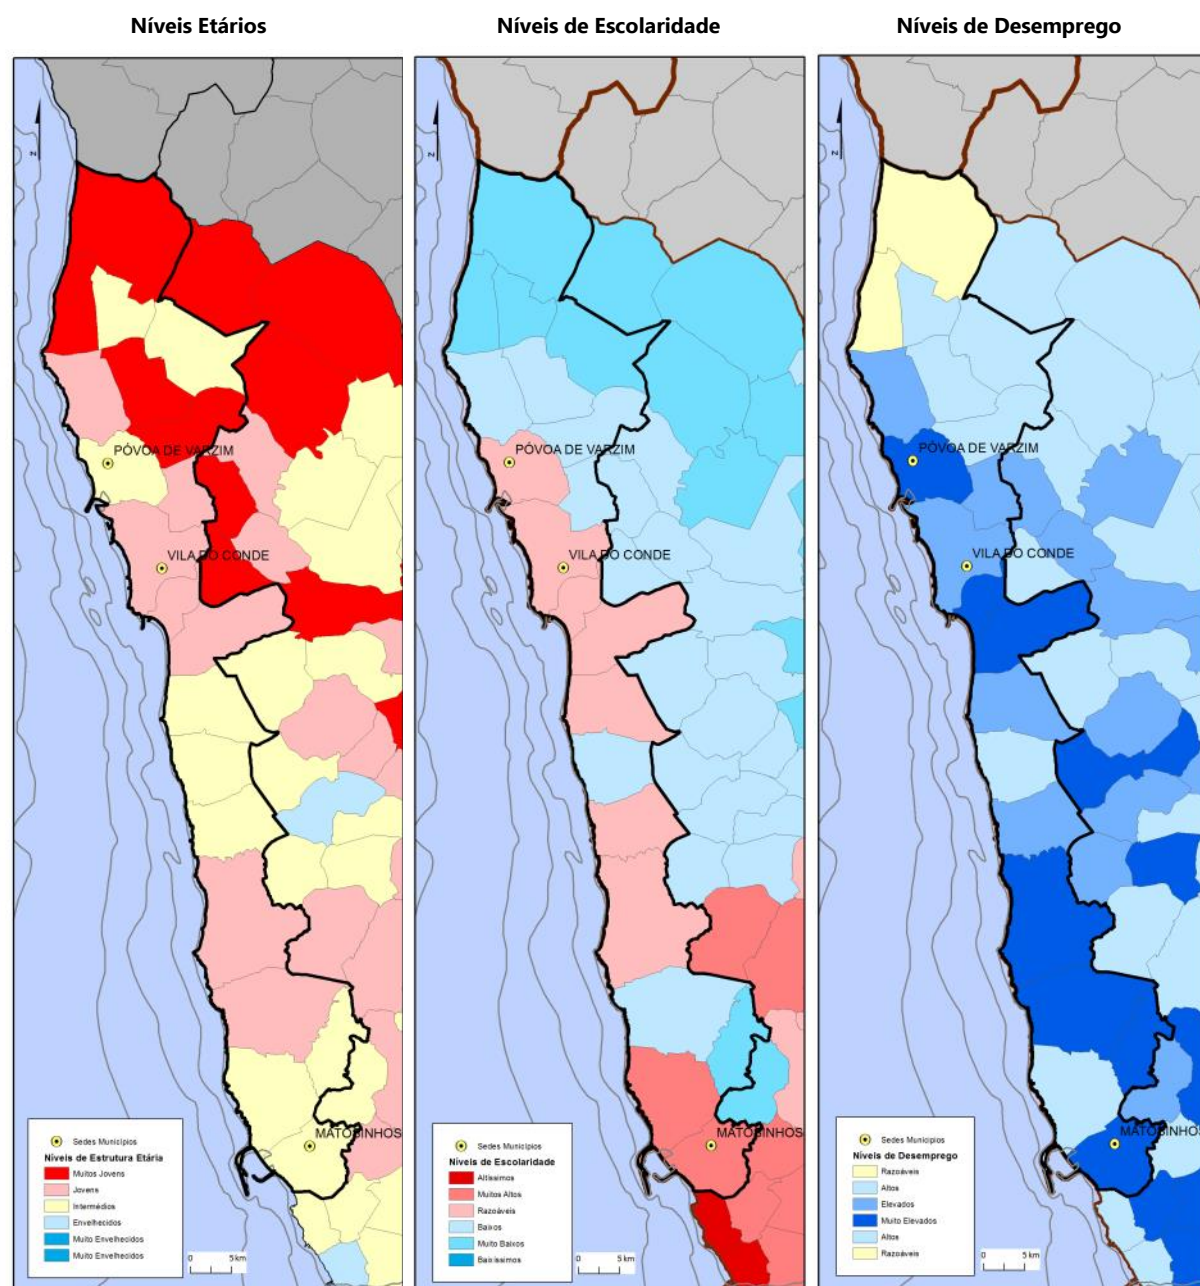 Níveis Etários
Níveis de Escolaridade
Níveis de Desemprego
N
PÓVOA DE VARZIM
VILA DO CONDE
MATOSINHOS
Sedes Municípios
Níveis de Estrutura Etária
Muitos Jovens
Jovens
Intermédios
Envelhecidos
Muito Envelhecidos
Muito Envelhecidos
0 5 km
N
PÓVOA DE VARZIM
VILA DO CONDE
MATOSINHOS
Sedes Municípios
Níveis de Escolaridade
Altíssimos
Muitos Altos
Razoáveis
Baixos
Muito Baixos
Baixíssimos
0 5 km
N
PÓVOA DE VARZIM
VILA DO CONDE
MATOSINHOS
Sedes Municípios
Níveis de Desemprego
Razoáveis
Altos
Elevados
Muito Elevados
Altos
Razoáveis
0 5 km